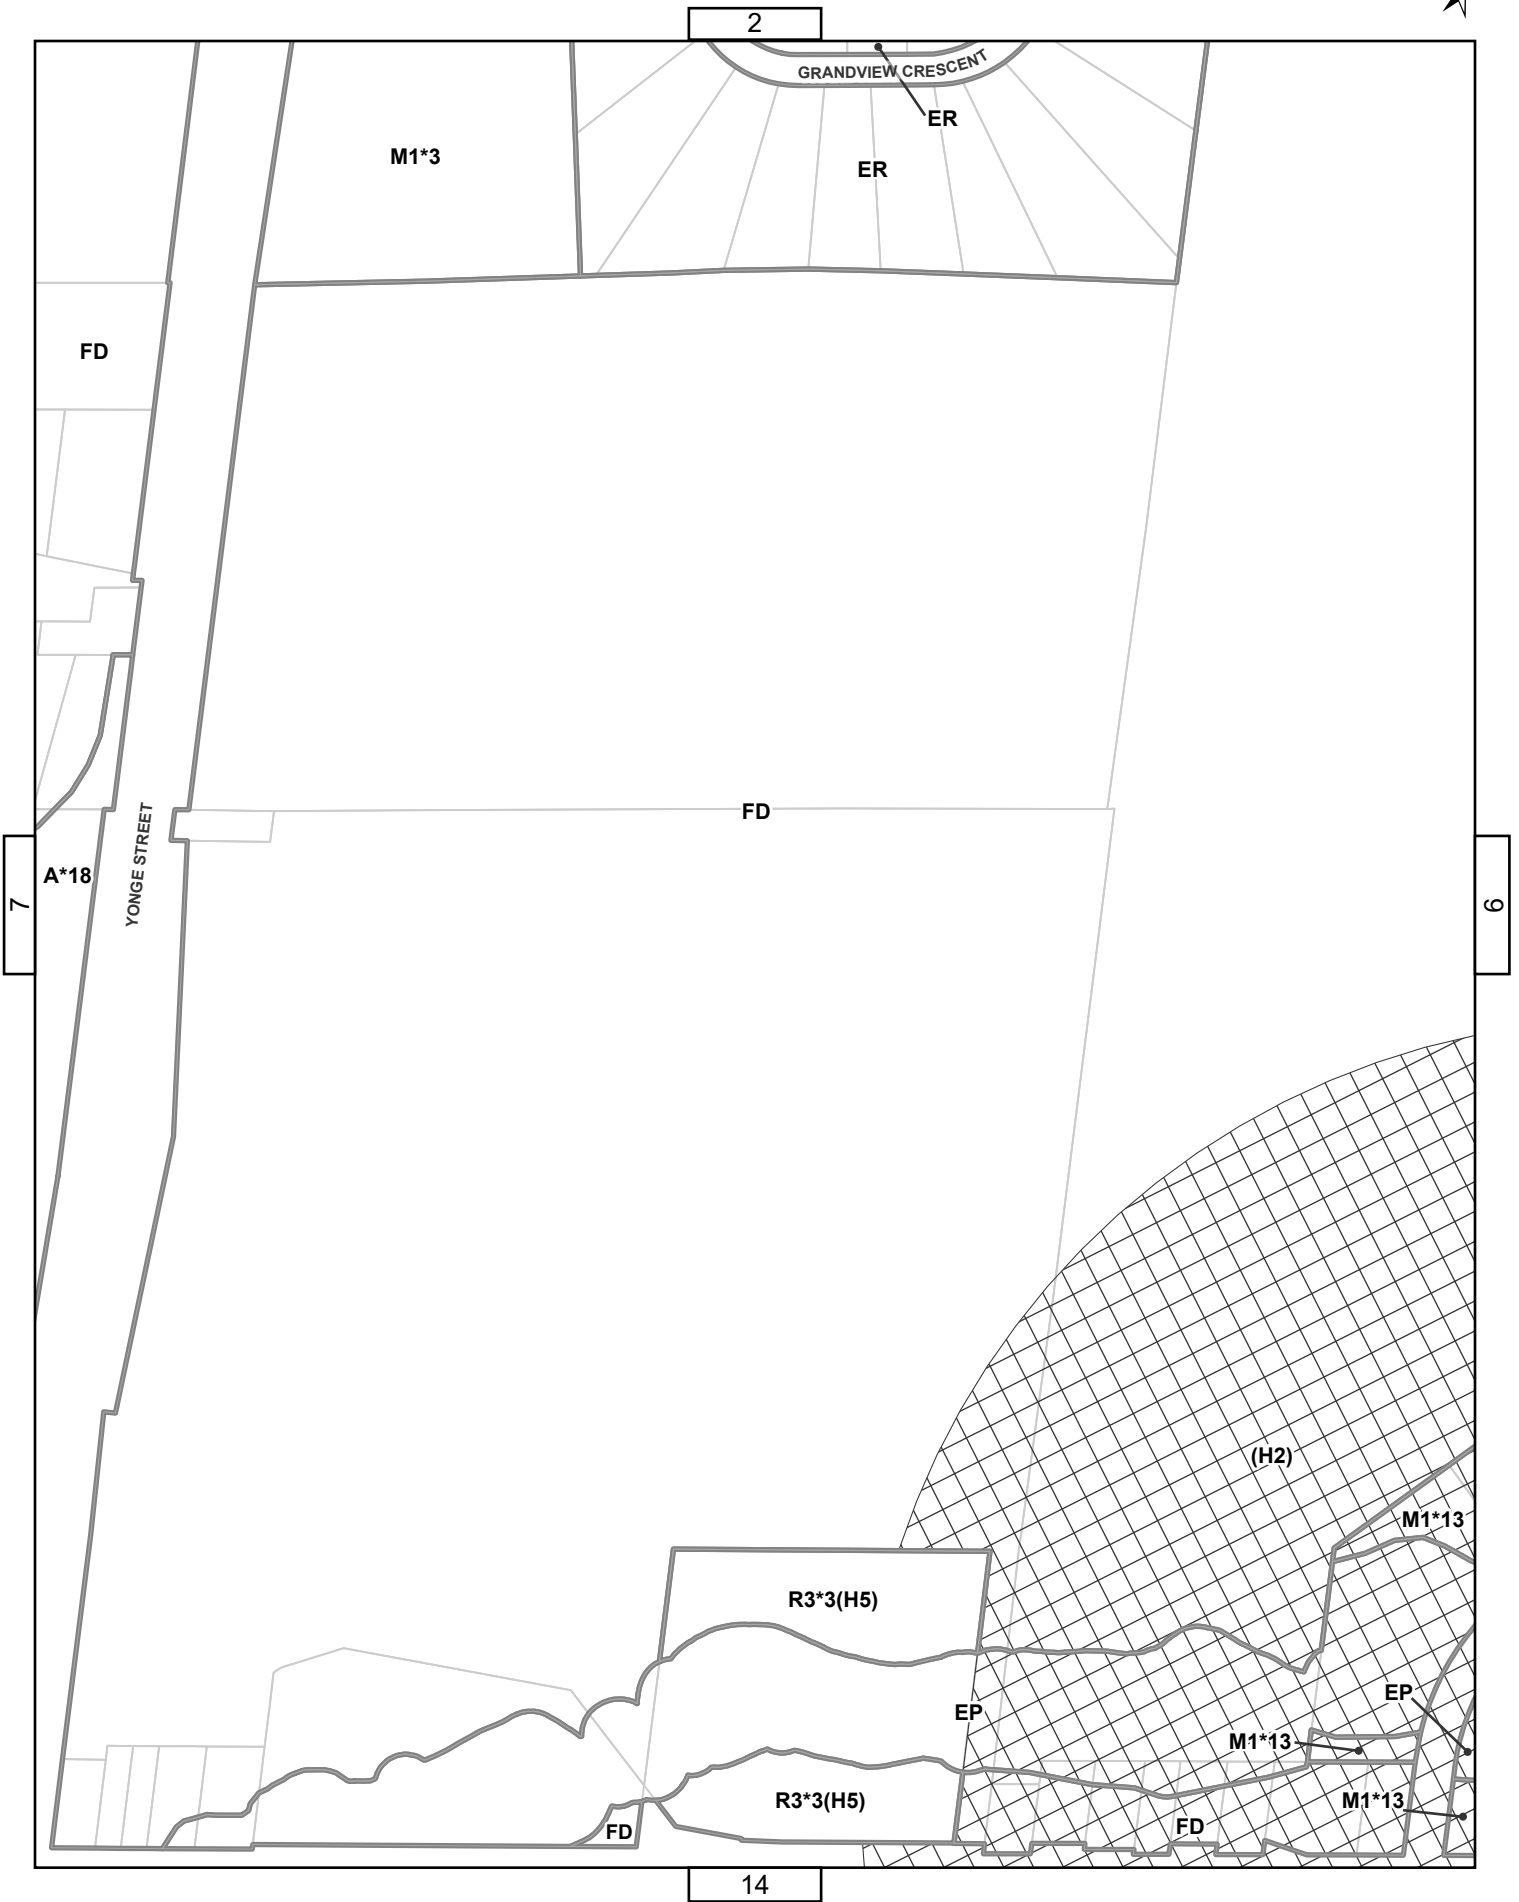 2
GRANDVIEW CRESCENT
ER
M1*3
ER
FD
FD
A*18
YONGE STREET
7
6
(H2)
M1*13
R3*3(H5)
EP
EP
M1*13
R3*3(H5)
M1*13
FD
FD
14